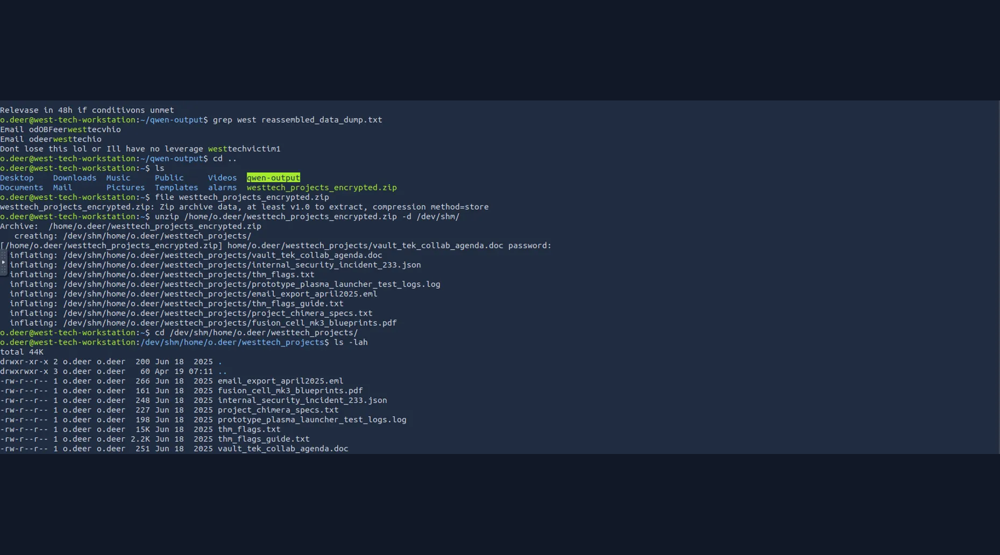 Relevase in 48h if conditivons unmet
o.deer@west-tech-workstation:~/qwen-output$ grep west reassembled_data_dump.txt
Email odOBFeerwesttecvhio
Email odeerwesttechio
Dont lose this lol or Ill have no leverage westtechvictim1
o.deer@west-tech-workstation:~/qwen-output$ cd ..
o.deer@west-tech-workstation:~$ ls
Desktop    Downloads  Music     Public     Videos  qwen-output
Documents  Mail       Pictures  Templates  alarms  westtech_projects_encrypted.zip
o.deer@west-tech-workstation:~$ file westtech_projects_encrypted.zip
westtech_projects_encrypted.zip: Zip archive data, at least v1.0 to extract, compression method=store
o.deer@west-tech-workstation:~$ unzip /home/o.deer/westtech_projects_encrypted.zip -d /dev/shm/
Archive:  /home/o.deer/westtech_projects_encrypted.zip
   creating: /dev/shm/home/o.deer/westtech_projects/
[/home/o.deer/westtech_projects_encrypted.zip] home/o.deer/westtech_projects/vault_tek_collab_agenda.doc password:
  inflating: /dev/shm/home/o.deer/westtech_projects/vault_tek_collab_agenda.doc
  inflating: /dev/shm/home/o.deer/westtech_projects/internal_security_incident_233.json
  inflating: /dev/shm/home/o.deer/westtech_projects/thm_flags.txt
  inflating: /dev/shm/home/o.deer/westtech_projects/prototype_plasma_launcher_test_logs.log
  inflating: /dev/shm/home/o.deer/westtech_projects/email_export_april2025.eml
  inflating: /dev/shm/home/o.deer/westtech_projects/thm_flags_guide.txt
  inflating: /dev/shm/home/o.deer/westtech_projects/project_chimera_specs.txt
  inflating: /dev/shm/home/o.deer/westtech_projects/fusion_cell_mk3_blueprints.pdf
o.deer@west-tech-workstation:~$ cd /dev/shm/home/o.deer/westtech_projects/
o.deer@west-tech-workstation:/dev/shm/home/o.deer/westtech_projects$ ls -lah
total 44K
drwxr-xr-x 2 o.deer o.deer  200 Jun 18  2025 .
drwxrwxr-x 3 o.deer o.deer   60 Apr 19 07:11 ..
-rw-r--r-- 1 o.deer o.deer  266 Jun 18  2025 email_export_april2025.eml
-rw-r--r-- 1 o.deer o.deer  161 Jun 18  2025 fusion_cell_mk3_blueprints.pdf
-rw-r--r-- 1 o.deer o.deer  248 Jun 18  2025 internal_security_incident_233.json
-rw-r--r-- 1 o.deer o.deer  227 Jun 18  2025 project_chimera_specs.txt
-rw-r--r-- 1 o.deer o.deer  198 Jun 18  2025 prototype_plasma_launcher_test_logs.log
-rw-r--r-- 1 o.deer o.deer  15K Jun 18  2025 thm_flags.txt
-rw-r--r-- 1 o.deer o.deer 2.2K Jun 18  2025 thm_flags_guide.txt
-rw-r--r-- 1 o.deer o.deer  251 Jun 18  2025 vault_tek_collab_agenda.doc